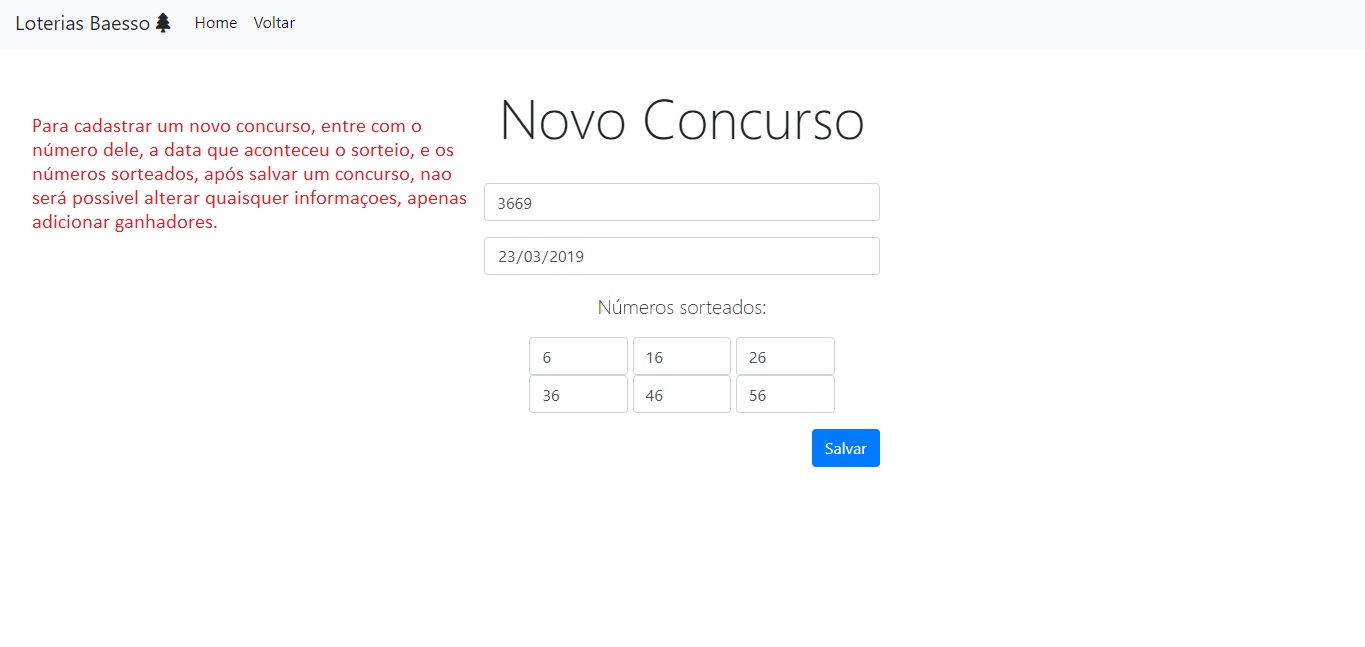 Loterias Baesso Home Voltar
Novo Concurso
Para cadastrar um novo concurso, entre com o
número dele, a data que aconteceu o sorteio, e os
números sorteados, após salvar um concurso, nao
será possivel alterar quaisquer informaçoes, apenas
adicionar ganhadores.
3669
23/03/2019
Números sorteados:
6 16 26
36 46 56
Salvar